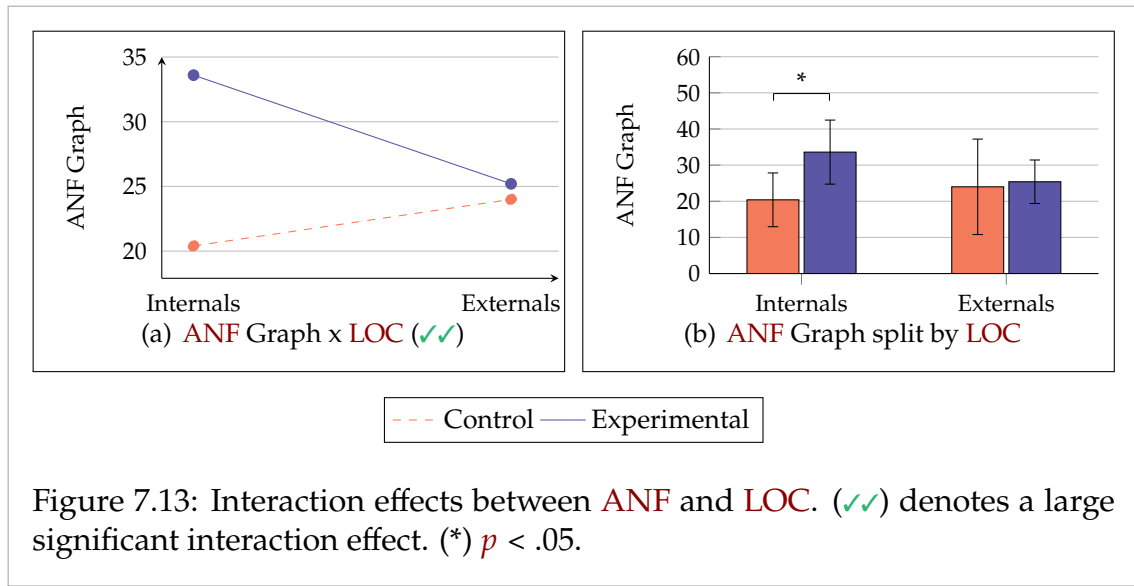 35
30
25
20
ANF Graph
Internals
Externals
(a) ANF Graph x LOC (✓✓)
60
50
40
30
20
10
0
ANF Graph
*
Internals
Externals
(b) ANF Graph split by LOC
Control
Experimental
Figure 7.13: Interaction effects between ANF and LOC. (✓✓) denotes a large
significant interaction effect. (*) p < .05.